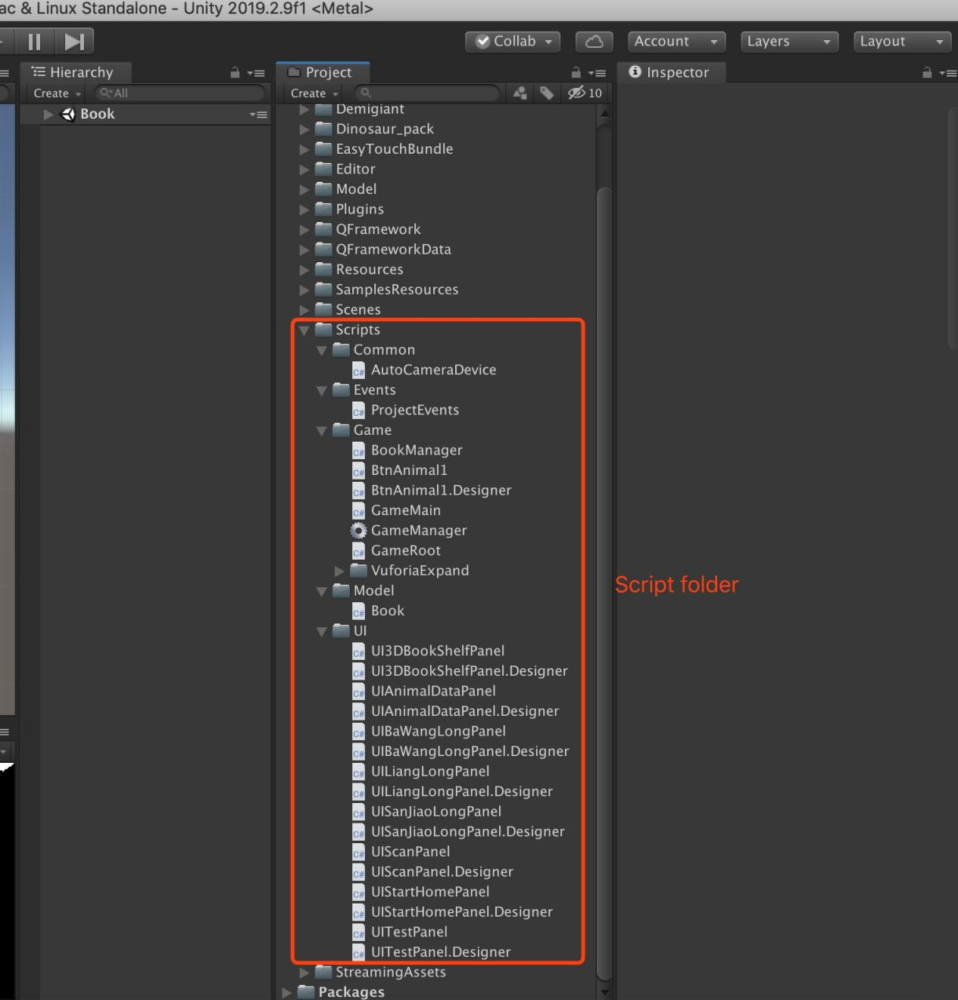 ac & Linux Standalone - Unity 2019.2.9f1 <Metal>
Collab
Account
Layers
Layout
Hierarchy
Project
Inspector
Create
All
Create
10
Book
Demigiant
Dinosaur_pack
EasyTouchBundle
Editor
Model
Plugins
QFramework
QFrameworkData
Resources
SamplesResources
Scenes
Scripts
Common
C# AutoCameraDevice
Events
C# ProjectEvents
Game
C# BookManager
C# BtnAnimal1
C# BtnAnimal1.Designer
C# GameMain
GameManager
C# GameRoot
VuforiaExpand
Script folder
Model
C# Book
UI
C# UI3DBookShelfPanel
C# UI3DBookShelfPanel.Designer
C# UIAnimalDataPanel
C# UIAnimalDataPanel.Designer
C# UIBaWangLongPanel
C# UIBaWangLongPanel.Designer
C# UILiangLongPanel
C# UILiangLongPanel.Designer
C# UISanJiaoLongPanel
C# UISanJiaoLongPanel.Designer
C# UIScanPanel
C# UIScanPanel.Designer
C# UIStartHomePanel
C# UIStartHomePanel.Designer
C# UITestPanel
C# UITestPanel.Designer
StreamingAssets
Packages